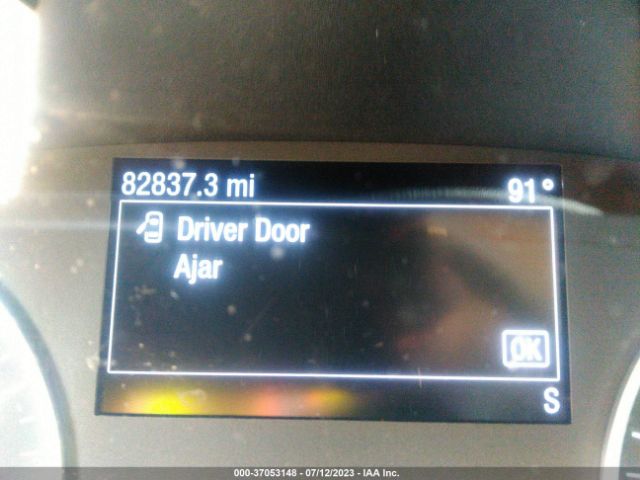 82837.3 mi 91°
Driver Door
Ajar
OK
S
000-37053148 - 07/12/2023 - IAA Inc.